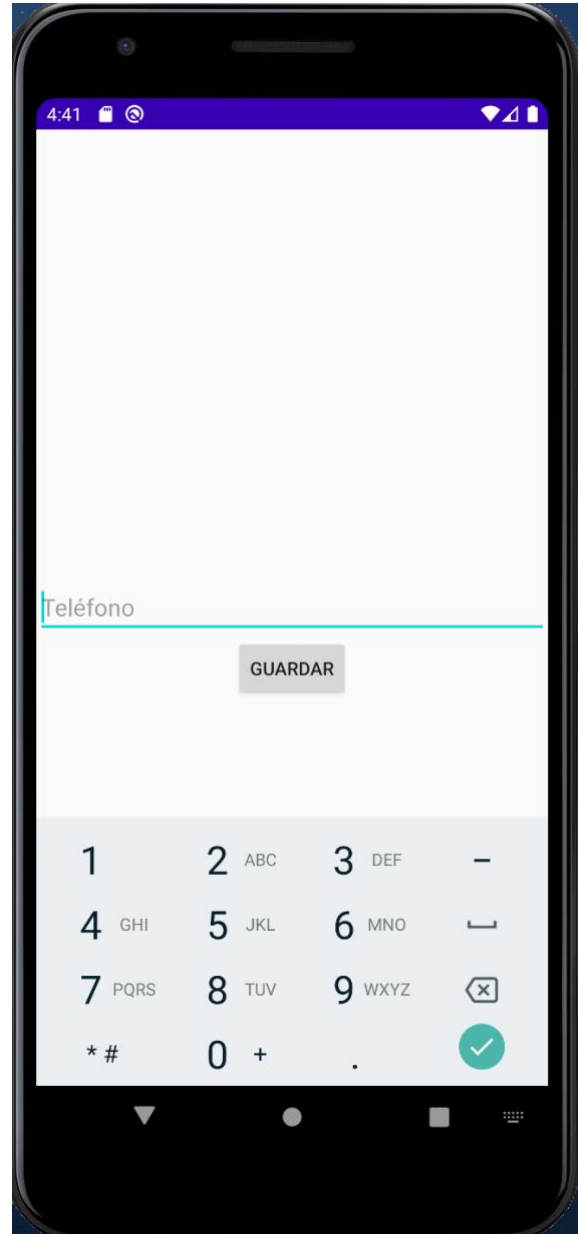 4:41
Teléfono
GUARDAR
1 2 ABC 3 DEF -
4 GHI 5 JKL 6 MNO
7 PQRS 8 TUV 9 WXYZ
* # 0 + .